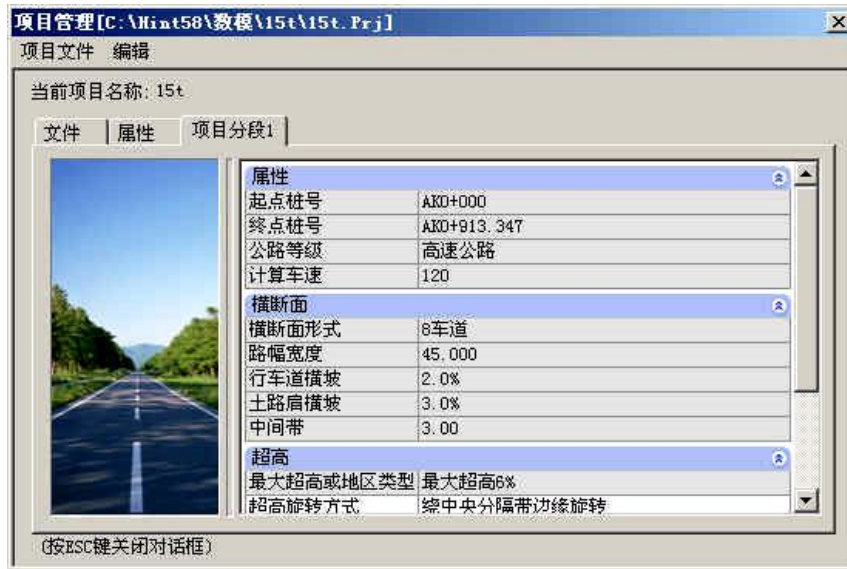 项目管理[C:\Hint58\数模\15t\15t.Prj]
项目文件 编辑
当前项目名称: 15t
文件 属性 项目分段1
属性
起点桩号 AK0+000
终点桩号 AK0+913.347
公路等级 高速公路
计算车速 120
横断面
横断面形式 8车道
路幅宽度 45.000
行车道横坡 2.0%
土路肩横坡 3.0%
中间带 3.00
超高
最大超高或地区类型 最大超高6%
超高旋转方式 绕中央分隔带边缘旋转
(按ESC键关闭对话框)